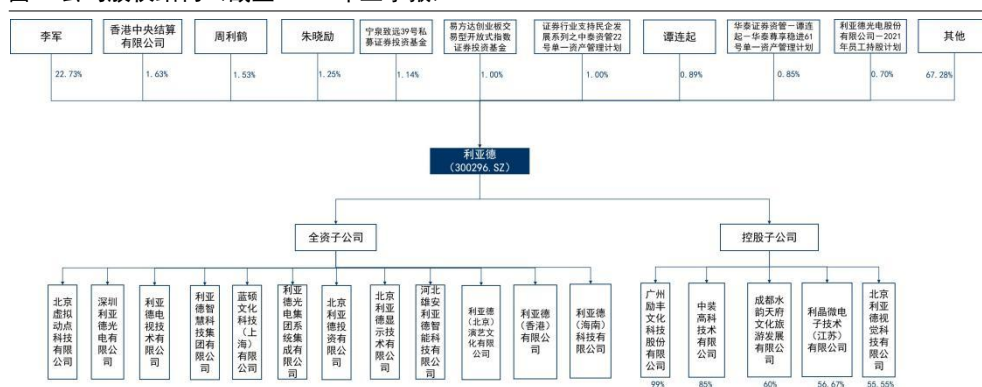 李军
香港中央结算
有限公司
周利鹤
朱晓励
宁泉致远39号私
募证券投资基金
易方达创业板交
易型开放式指数
证券投资基金
证券行业支持民企发
展系列之中泰资管22
号单一资产管理计划
谭连起
华泰证券资管－谭连
起－华泰尊享稳进61
号单一资产管理计划
利亚德光电股份
有限公司－2021
年员工持股计划
其他
22.73%
1.63%
1.53%
1.25%
1.14%
1.00%
1.00%
0.89%
0.85%
0.70%
67.28%
利亚德
(300296.SZ)
全资子公司
控股子公司
北京虚拟动点科技有限公司
深圳利亚德光电有限公司
利亚德电视技术有限公司
利亚德智慧科技集团有限公司
蓝硕文化科技（上海）有限公司
利亚德光电集团系统集成有限公司
北京利亚德投资有限公司
北京利亚德显示技术有限公司
河北雄安利亚德智能科技有限公司
利亚德（北京）演艺文化有限公司
利亚德（香港）有限公司
利亚德（海南）科技有限公司
广州励丰文化科技股份有限公司
中装高科技术有限公司
成都水韵天府文化旅游发展有限公司
利晶微电子技术（江苏）有限公司
北京利亚德视觉科技有限公司
99%
85%
60%
56.67%
55.55%